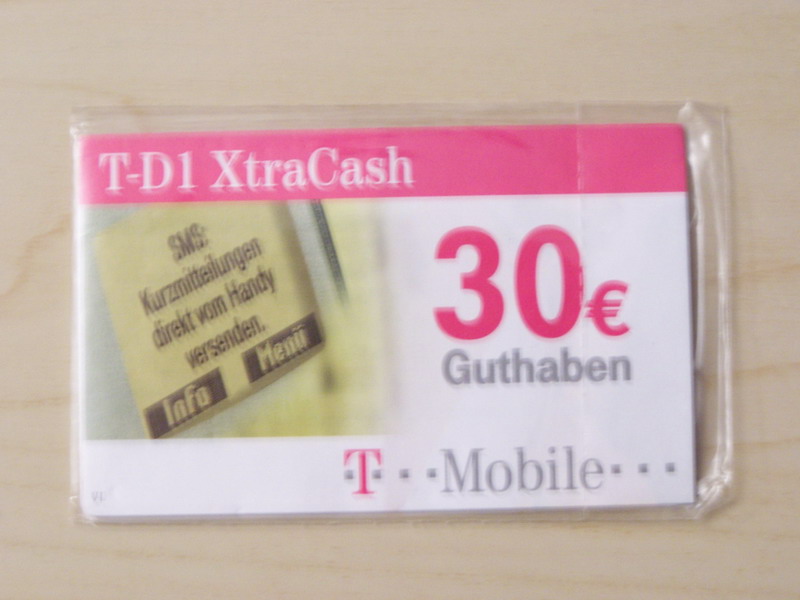 T-D1 XtraCash
SMS:
Kurzmitteilungen
direkt vom Handy
versenden.
Info Menü
30€
Guthaben
T···Mobile···